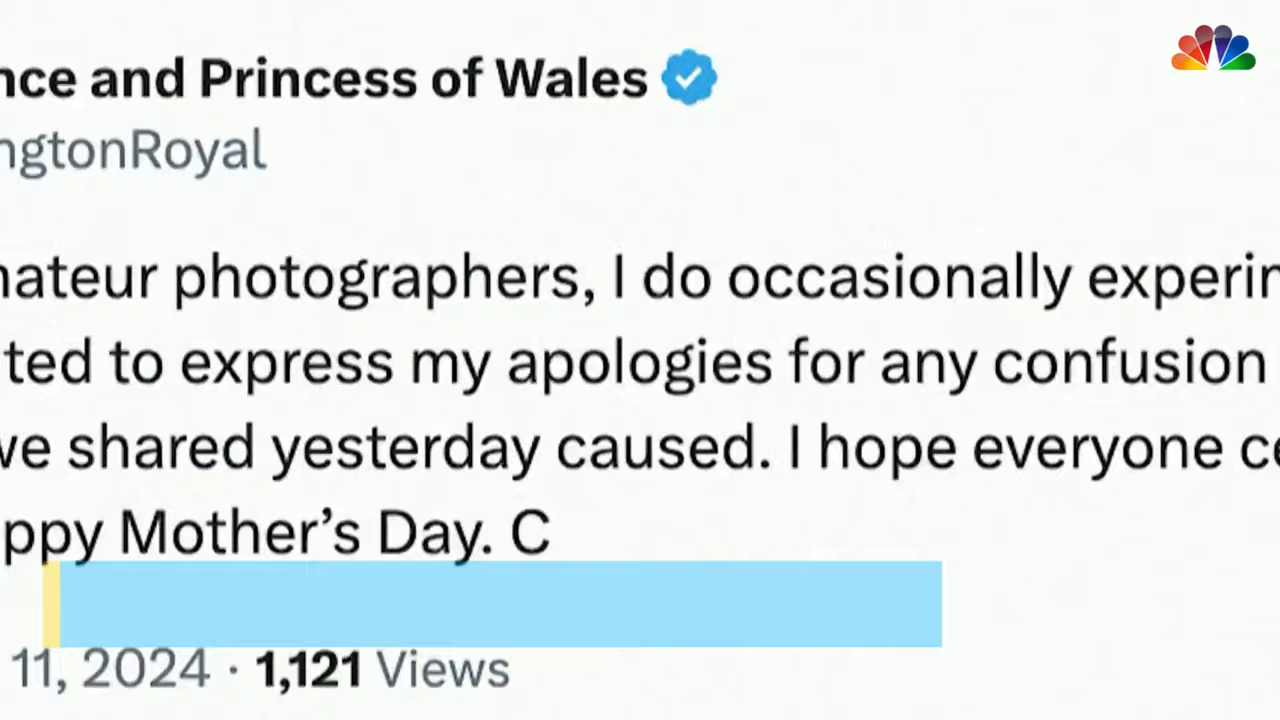 nce and Princess of Wales
ngtonRoyal
nateur photographers, I do occasionally experin
ted to express my apologies for any confusion
we shared yesterday caused. I hope everyone ce
ppy Mother’s Day. C
11, 2024 · 1,121 Views